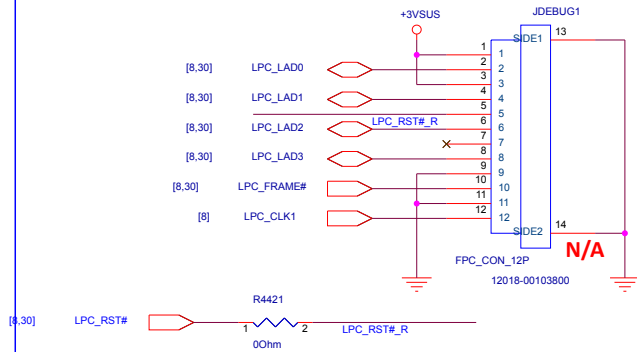 +3VSUS
JDEBUG1
SIDE1
13
1 1
[8,30] LPC_LAD0 2 2
3 3
[8,30] LPC_LAD1 4 4
5 5
LPC_RST#_R
[8,30] LPC_LAD2 6 6
7 7
[8,30] LPC_LAD3 8 8
9 9
[8,30] LPC_FRAME# 10 10
11 11
[8] LPC_CLK1 12 12
SIDE2
14
N/A
FPC_CON_12P
12018-00103800
R4421
[8,30] LPC_RST# 1 2 LPC_RST#_R
0Ohm